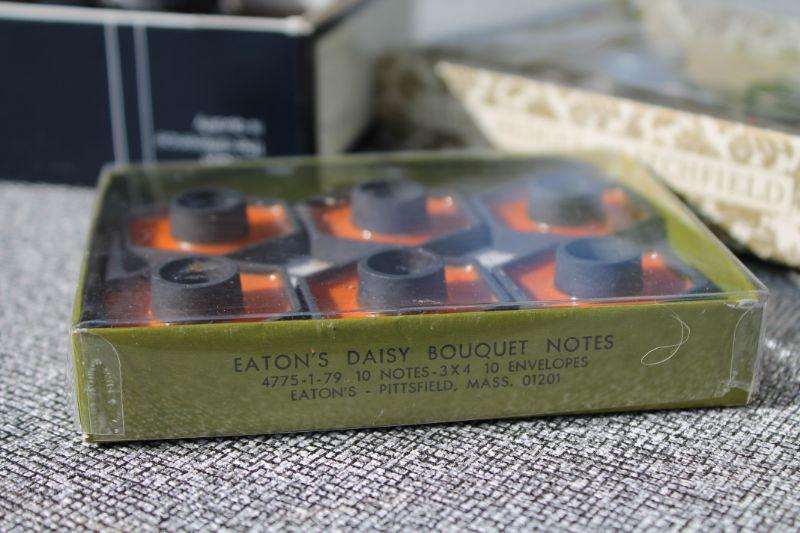 EATON'S DAISY BOUQUET NOTES
4775-1-79 10 NOTES-3X4 10 ENVELOPES
EATON'S - PITTSFIELD, MASS. 01201